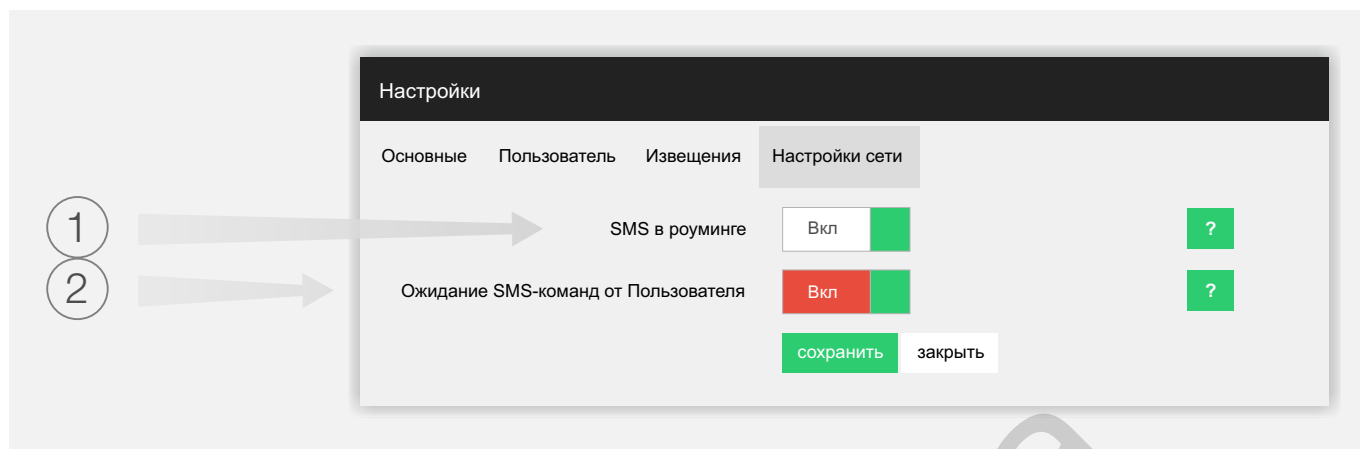 Настройки
Основные Пользователь Извещения Настройки сети
1 SMS в роуминге Вкл ?
2 Ожидание SMS-команд от Пользователя Вкл ?
сохранить закрыть